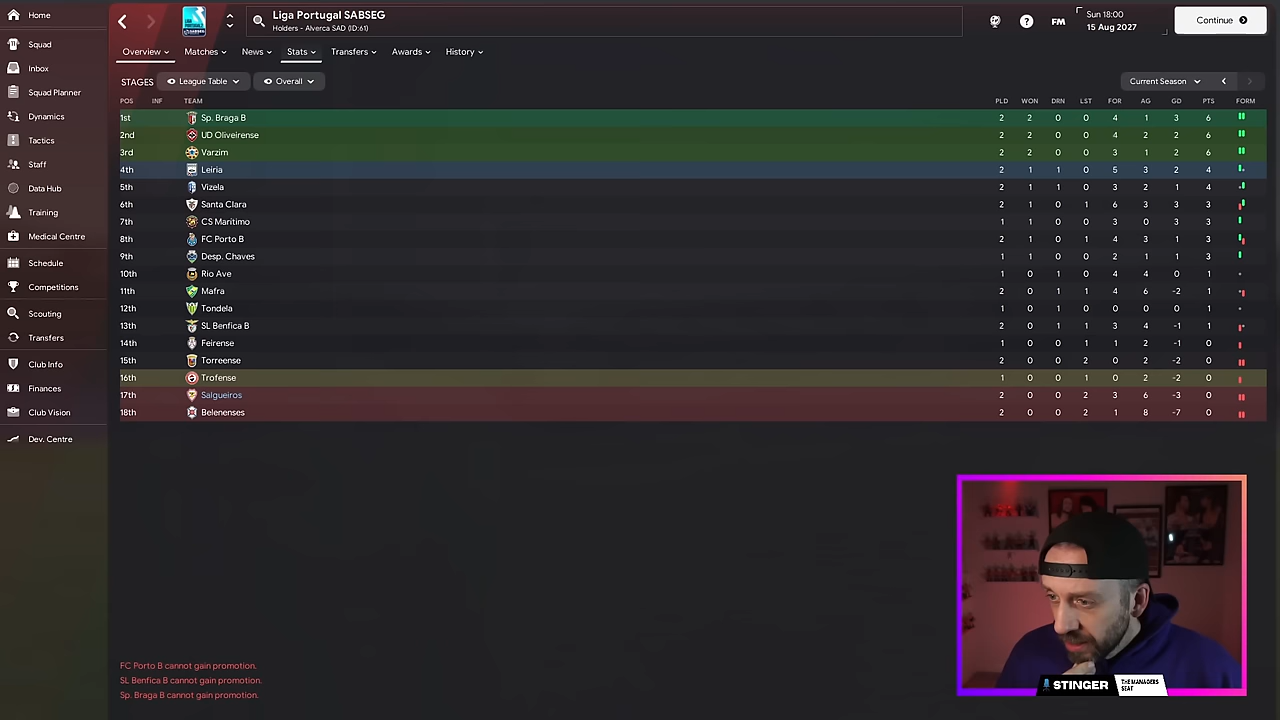 Home
Liga Portugal SABSEG
Holders - Alverca SAD (ID:61)
FM
Sun 18:00
15 Aug 2027
Continue
Squad
Inbox
Squad Planner
Dynamics
Tactics
Staff
Data Hub
Training
Medical Centre
Schedule
Competitions
Scouting
Transfers
Club Info
Finances
Club Vision
Dev. Centre
Overview Matches News Stats Transfers Awards History
STAGES League Table Overall Current Season
POS INF TEAM PLD WON DRN LST FOR AG GD PTS FORM
1st Sp. Braga B 2 2 0 0 4 1 3 6
2nd UD Oliveirense 2 2 0 0 4 2 2 6
3rd Varzim 2 2 0 0 3 1 2 6
4th Leiria 2 1 1 0 5 3 2 4
5th Vizela 2 1 1 0 3 2 1 4
6th Santa Clara 2 1 0 1 6 3 3 3
7th CS Marítimo 1 1 0 0 3 0 3 3
8th FC Porto B 2 1 0 1 4 3 1 3
9th Desp. Chaves 1 1 0 0 2 1 1 3
10th Rio Ave 1 0 1 0 4 4 0 1
11th Mafra 2 0 1 1 4 6 -2 1
12th Tondela 1 0 1 0 0 0 0 1
13th SL Benfica B 2 0 1 1 3 4 -1 1
14th Feirense 1 0 0 1 1 2 -1 0
15th Torreense 2 0 0 2 0 2 -2 0
16th Trofense 1 0 0 1 0 2 -2 0
17th Salgueiros 2 0 0 2 3 6 -3 0
18th Belenenses 2 0 0 2 1 8 -7 0
FC Porto B cannot gain promotion.
SL Benfica B cannot gain promotion.
Sp. Braga B cannot gain promotion.
STINGER
THE MANAGERS
SEAT